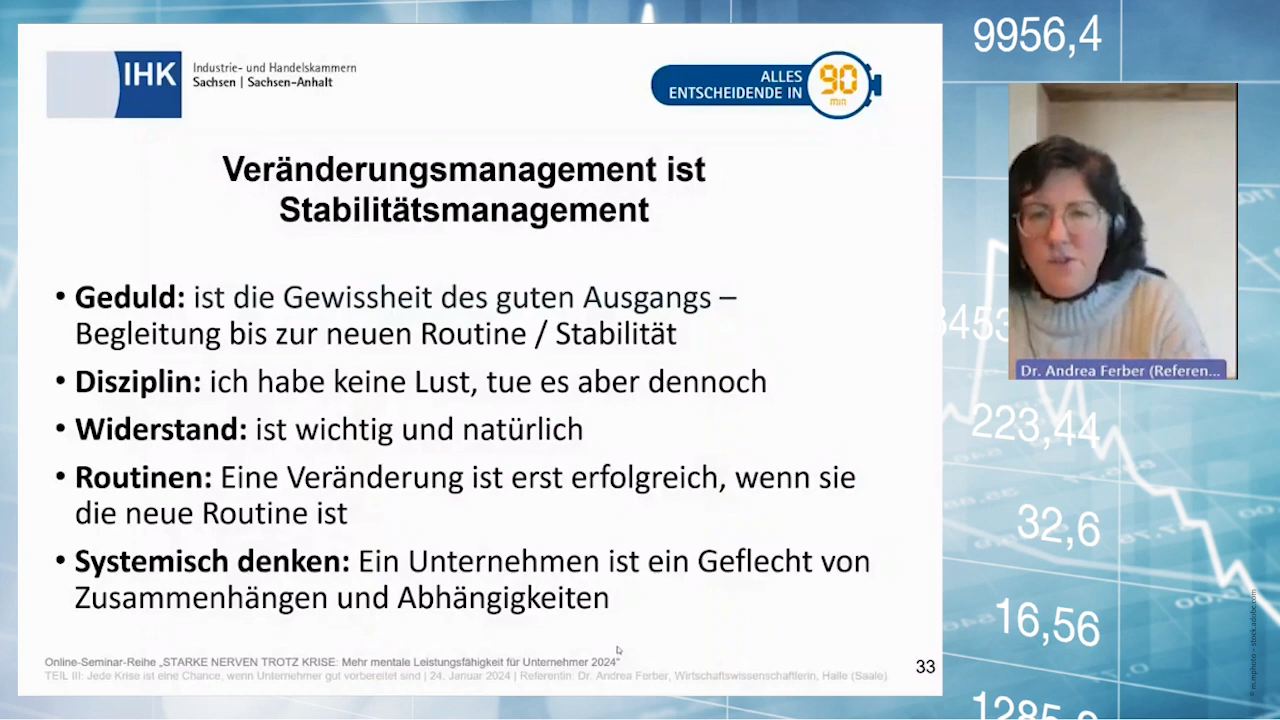 IHK
Industrie- und Handelskammern
Sachsen | Sachsen-Anhalt
ALLES
ENTSCHEIDENDE IN
90
min
Veränderungsmanagement ist
Stabilitätsmanagement
• Geduld: ist die Gewissheit des guten Ausgangs –
Begleitung bis zur neuen Routine / Stabilität
• Disziplin: ich habe keine Lust, tue es aber dennoch
• Widerstand: ist wichtig und natürlich
• Routinen: Eine Veränderung ist erst erfolgreich, wenn sie
die neue Routine ist
• Systemisch denken: Ein Unternehmen ist ein Geflecht von
Zusammenhängen und Abhängigkeiten
Online-Seminar-Reihe „STARKE NERVEN TROTZ KRISE: Mehr mentale Leistungsfähigkeit für Unternehmer 2024"
TEIL III: Jede Krise ist eine Chance, wenn Unternehmer gut vorbereitet sind | 24. Januar 2024 | Referentin: Dr. Andrea Ferber, Wirtschaftswissenschaftlerin, Halle (Saale)
33
9956,4
Dr. Andrea Ferber (Referen...
223,44
32,6
16,56